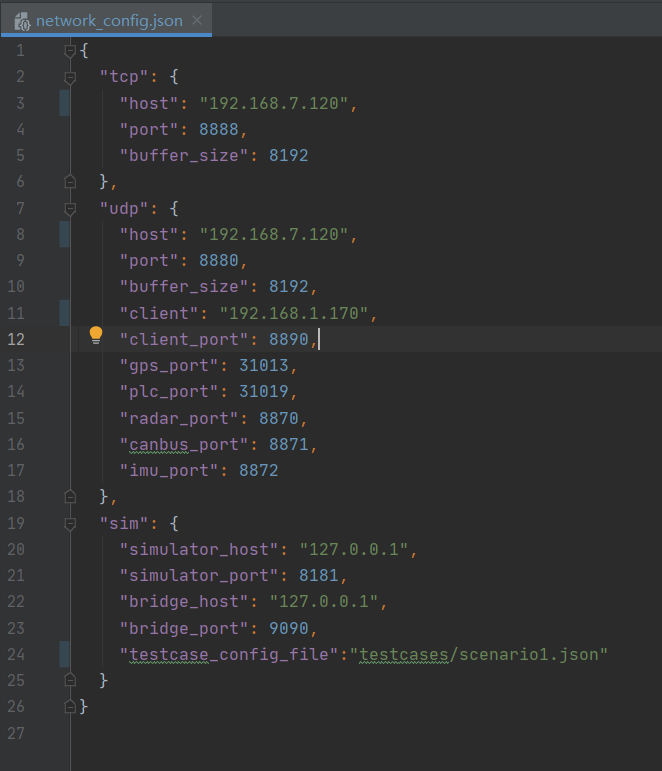 network_config.json
1 {
2 "tcp": {
3 "host": "192.168.7.120",
4 "port": 8888,
5 "buffer_size": 8192
6 },
7 "udp": {
8 "host": "192.168.7.120",
9 "port": 8880,
10 "buffer_size": 8192,
11 "client": "192.168.1.170",
12 "client_port": 8890,
13 "gps_port": 31013,
14 "plc_port": 31019,
15 "radar_port": 8870,
16 "canbus_port": 8871,
17 "imu_port": 8872
18 },
19 "sim": {
20 "simulator_host": "127.0.0.1",
21 "simulator_port": 8181,
22 "bridge_host": "127.0.0.1",
23 "bridge_port": 9090,
24 "testcase_config_file":"testcases/scenario1.json"
25 }
26 }
27